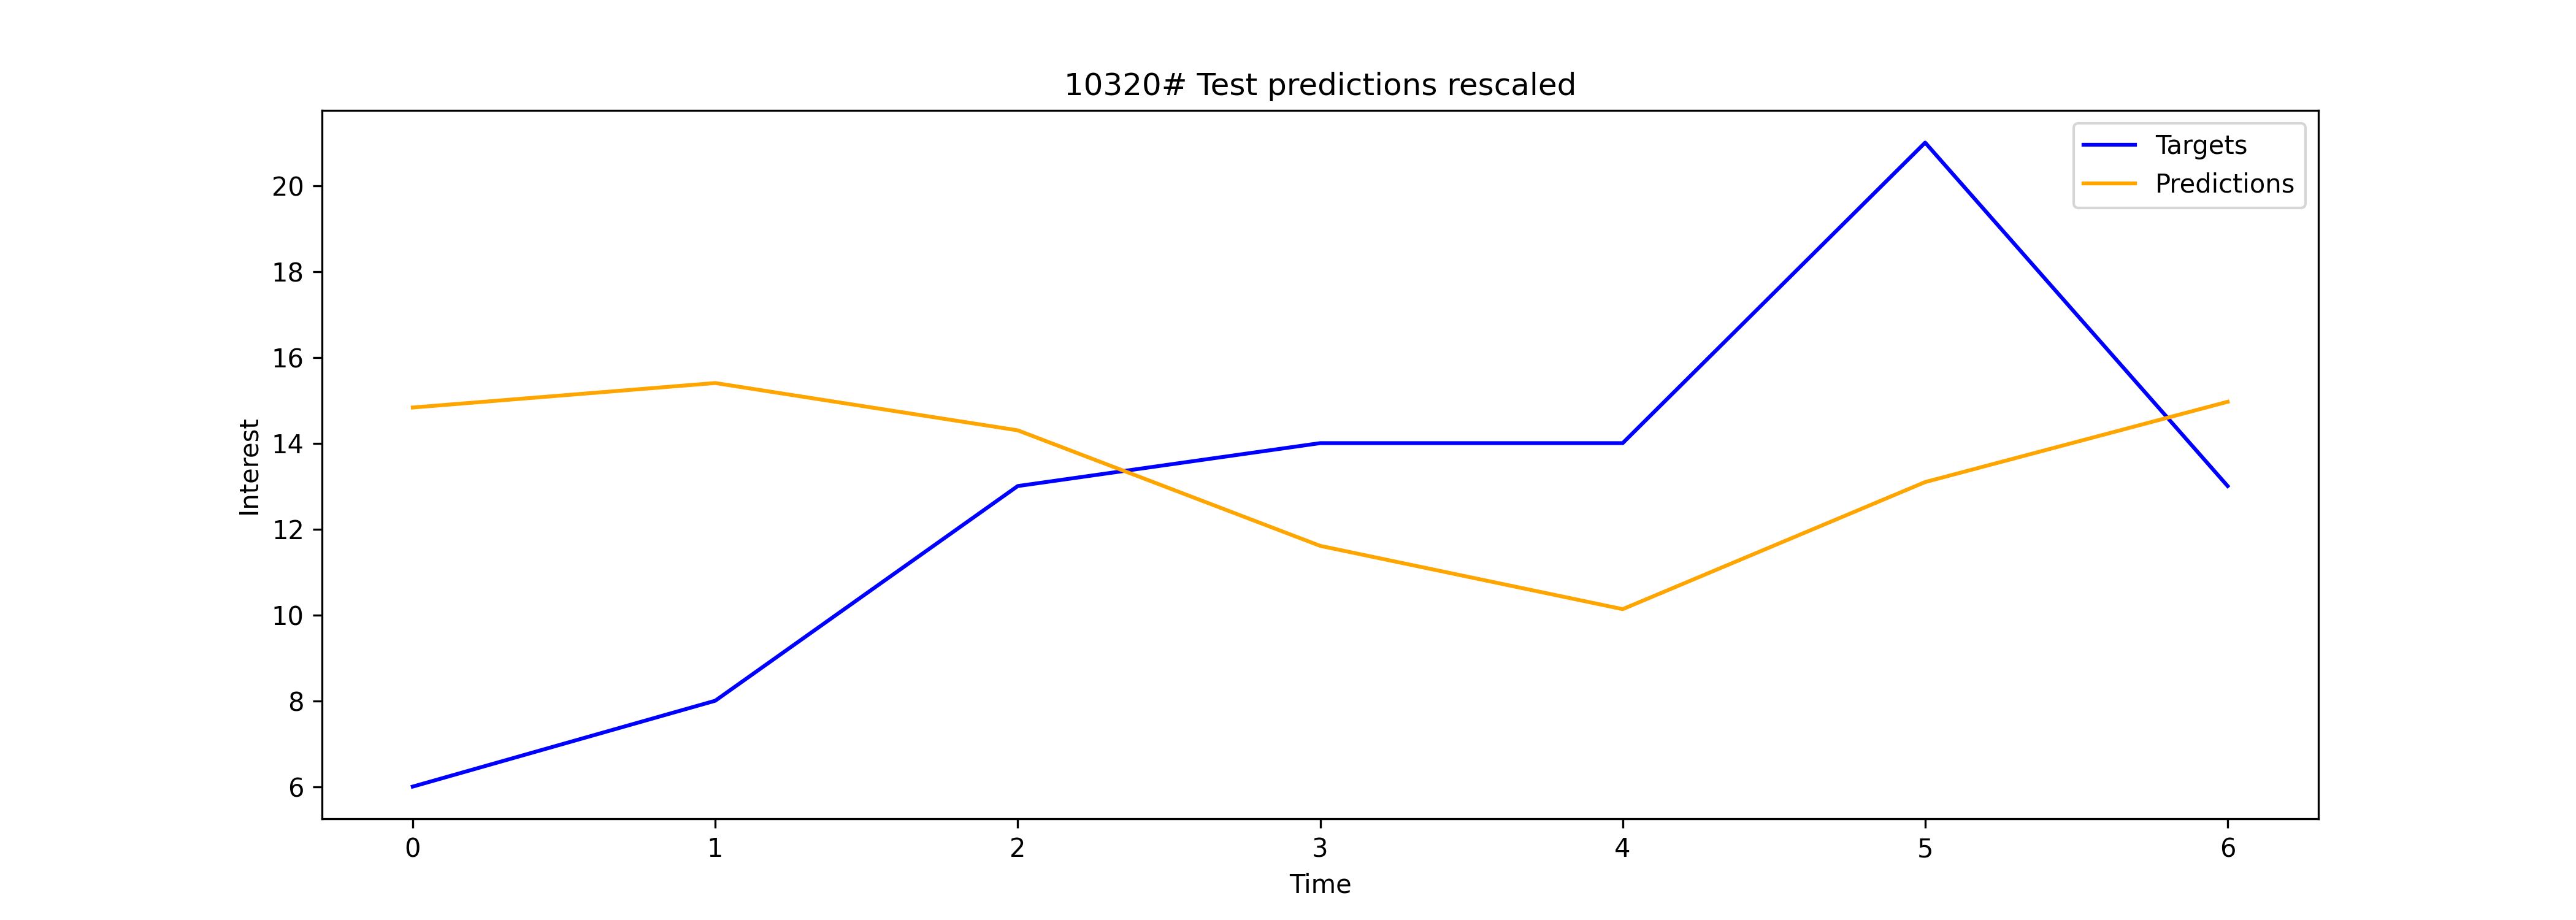 10320# Test predictions rescaled
Targets
Predictions
Interest
20
18
16
14
12
10
8
6
0 1 2 3 4 5 6
Time